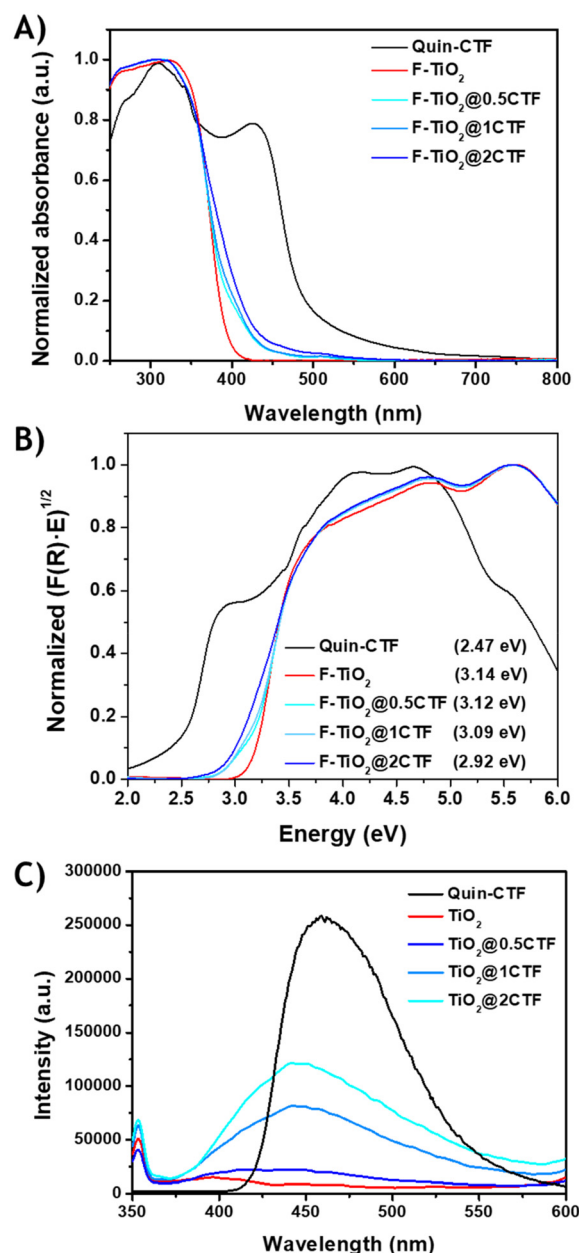 A)
Normalized absorbance (a.u.)
1.0
0.8
0.6
0.4
0.2
0.0
Quin-CTF
F-TiO2
F-TiO2@0.5CTF
F-TiO2@1CTF
F-TiO2@2CTF
300 400 500 600 700 800
Wavelength (nm)
B)
Normalized (F(R)·E)1/2
1.0
0.8
0.6
0.4
0.2
0.0
Quin-CTF (2.47 eV)
F-TiO2 (3.14 eV)
F-TiO2@0.5CTF (3.12 eV)
F-TiO2@1CTF (3.09 eV)
F-TiO2@2CTF (2.92 eV)
2.0 2.5 3.0 3.5 4.0 4.5 5.0 5.5 6.0
Energy (eV)
C)
Intensity (a.u.)
300000
250000
200000
150000
100000
50000
0
Quin-CTF
TiO2
TiO2@0.5CTF
TiO2@1CTF
TiO2@2CTF
350 400 450 500 550 600
Wavelength (nm)